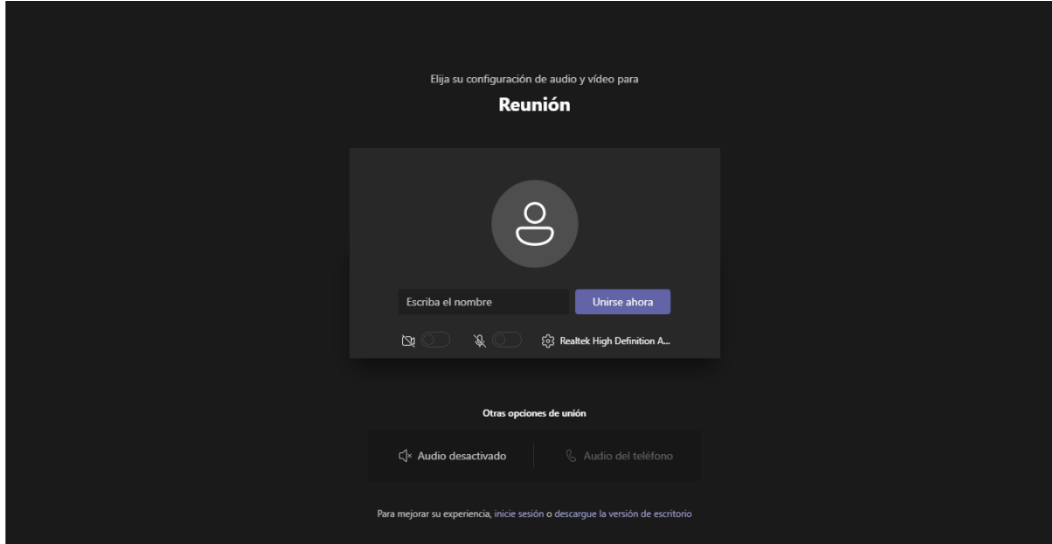 Elija su configuración de audio y vídeo para
Reunión
Escriba el nombre
Unirse ahora
Realtek High Definition A...
Otras opciones de unión
Audio desactivado
Audio del teléfono
Para mejorar su experiencia, inicie sesión o descargue la versión de escritorio